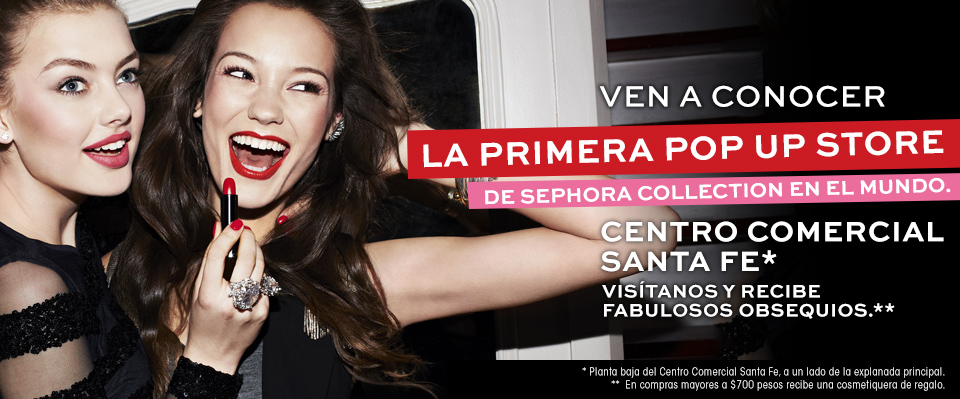 VEN A CONOCER
LA PRIMERA POP UP STORE
DE SEPHORA COLLECTION EN EL MUNDO.
CENTRO COMERCIAL
SANTA FE*
VISÍTANOS Y RECIBE
FABULOSOS OBSEQUIOS.**
* Planta baja del Centro Comercial Santa Fe, a un lado de la explanada principal.
** En compras mayores a $700 pesos recibe una cosmetiquera de regalo.